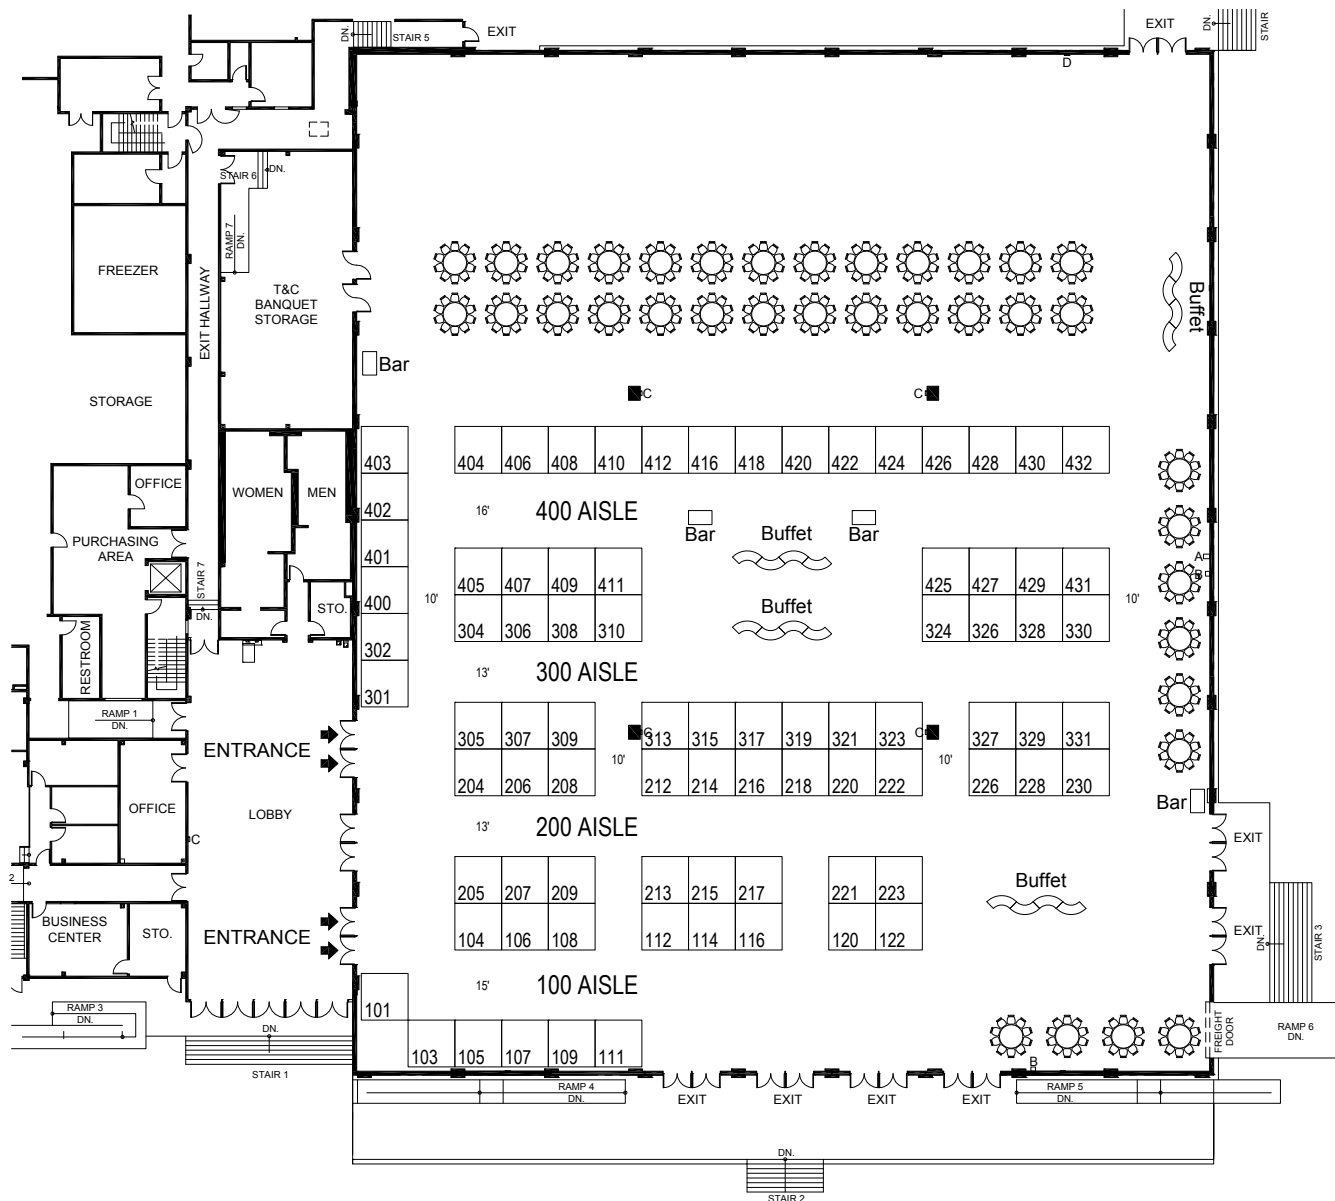 DN.
STAIR 5
EXIT
EXIT
DN.
STAIR
D
STAIR 6
DN.
RAMP 7
DN.
FREEZER
EXIT HALLWAY
T&C
BANQUET
STORAGE
Buffet
Bar
STORAGE
C
C
403
404
406
408
410
412
416
418
420
422
424
426
428
430
432
OFFICE
WOMEN
MEN
402
16'
400 AISLE
Bar
Bar
Buffet
PURCHASING
AREA
401
405
407
409
411
425
427
429
431
A
B
STAIR 7
DN.
STO.
400
10'
304
306
308
310
Buffet
324
326
328
330
10'
RESTROOM
302
13'
300 AISLE
301
RAMP 1
DN.
ENTRANCE
305
307
309
C
313
315
317
319
321
323
C
327
329
331
10'
10'
204
206
208
212
214
216
218
220
222
226
228
230
OFFICE
LOBBY
Bar
13'
200 AISLE
C
EXIT
2
205
207
209
213
215
217
221
223
Buffet
BUSINESS
CENTER
STO.
ENTRANCE
104
106
108
112
114
116
120
122
EXIT
DN.
STAIR 3
15'
100 AISLE
101
RAMP 3
DN.
DN.
STAIR 1
103
105
107
109
111
B
FREIGHT
DOOR
RAMP 6
DN.
RAMP 4
DN.
EXIT
EXIT
EXIT
EXIT
RAMP 5
DN.
DN.
STAIR 2